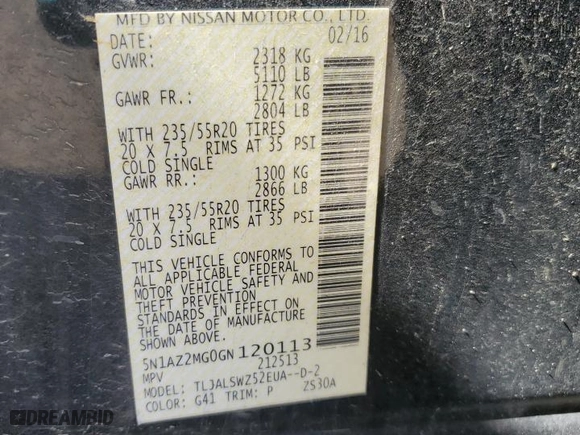 MFD BY NISSAN MOTOR CO., LTD.
DATE: 02/16
GVWR: 2318 KG
5110 LB
GAWR FR.: 1272 KG
2804 LB
WITH 235/55R20 TIRES
20 X 7.5 RIMS AT 35 PSI
COLD SINGLE
GAWR RR.: 1300 KG
2866 LB
WITH 235/55R20 TIRES
20 X 7.5 RIMS AT 35 PSI
COLD SINGLE
THIS VEHICLE CONFORMS TO
ALL APPLICABLE FEDERAL
MOTOR VEHICLE SAFETY AND
THEFT PREVENTION
STANDARDS IN EFFECT ON
THE DATE OF MANUFACTURE
SHOWN ABOVE.
5N1AZ2MG0GN120113
MPV 212513
MODEL: TL3ALSWZ52EUA--D-2
COLOR: G41 TRIM: P 2S30A
DREAMBID